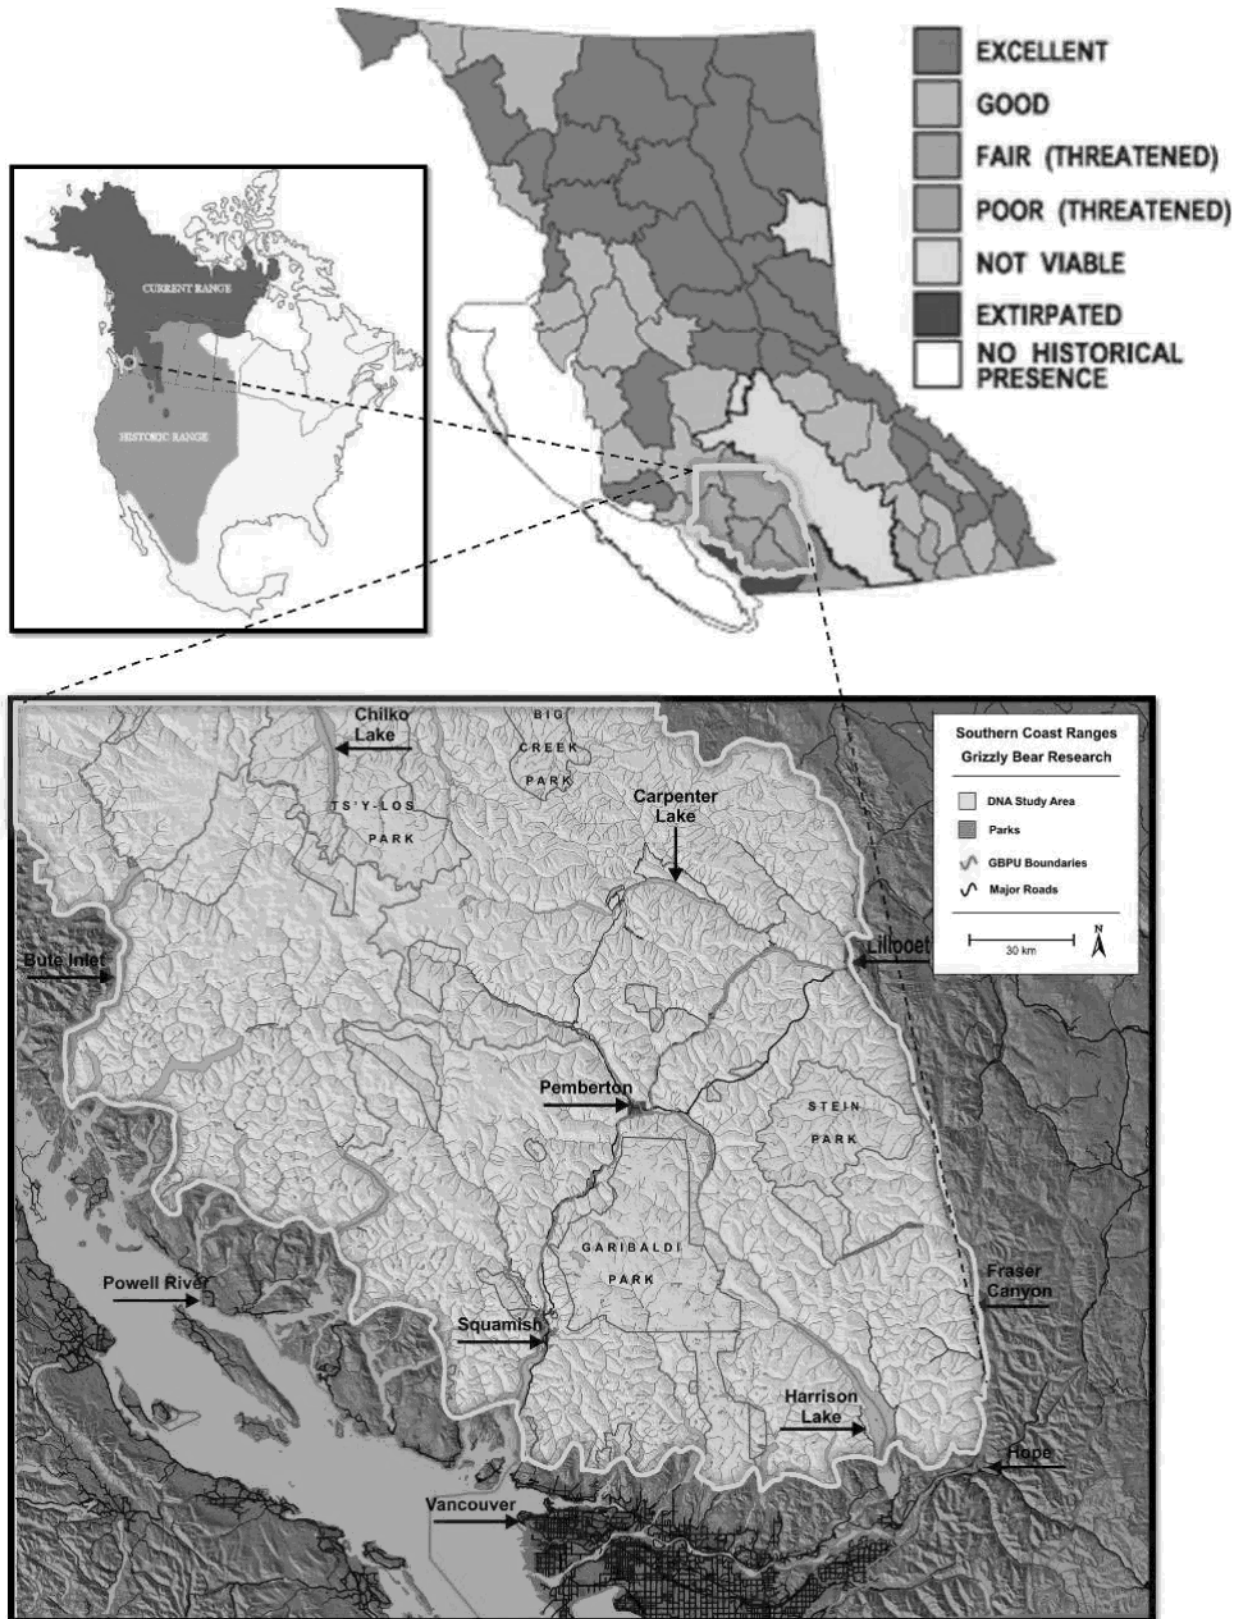 EXCELLENT
GOOD
FAIR (THREATENED)
POOR (THREATENED)
NOT VIABLE
EXTIRPATED
NO HISTORICAL
PRESENCE
CURRENT RANGE
HISTORIC RANGE
Southern Coast Ranges
Grizzly Bear Research
DNA Study Area
Parks
GBPU Boundaries
Major Roads
30 km
N
Chilko
Lake
BIG
CREEK
PARK
TS'Y-LOS
PARK
Carpenter
Lake
Lillooet
Bute Inlet
Pemberton
STEIN
PARK
GARIBALDI
PARK
Powell River
Squamish
Fraser
Canyon
Harrison
Lake
Hope
Vancouver